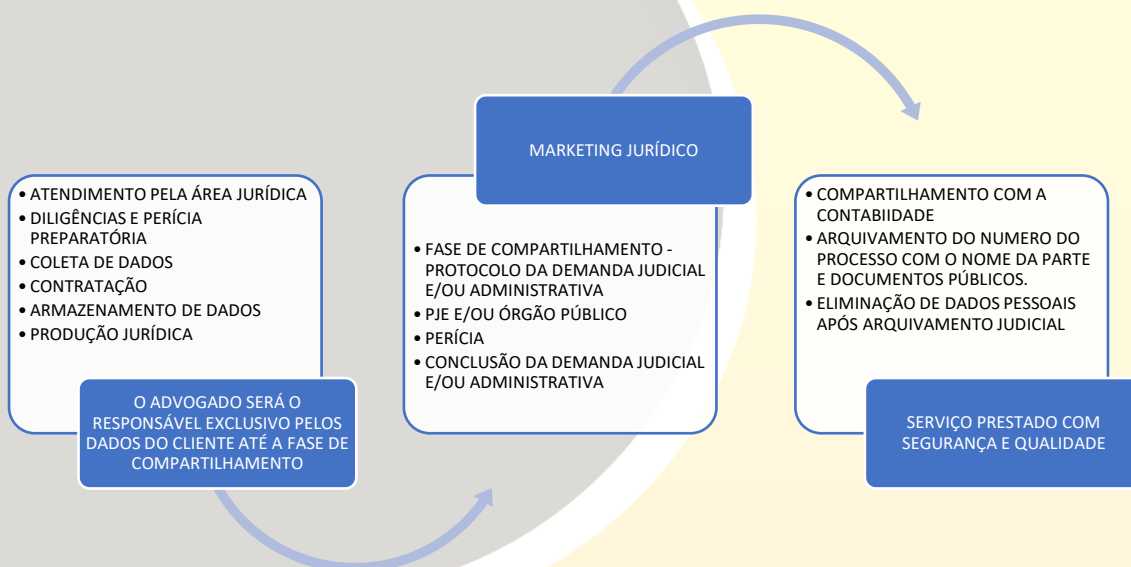 • ATENDIMENTO PELA ÁREA JURÍDICA
• DILIGÊNCIAS E PERÍCIA
PREPARATÓRIA
• COLETA DE DADOS
• CONTRATAÇÃO
• ARMAZENAMENTO DE DADOS
• PRODUÇÃO JURÍDICA
O ADVOGADO SERÁ O
RESPONSÁVEL EXCLUSIVO PELOS
DADOS DO CLIENTE ATÉ A FASE DE
COMPARTILHAMENTO
MARKETING JURÍDICO
• FASE DE COMPARTILHAMENTO -
PROTOCOLO DA DEMANDA JUDICIAL
E/OU ADMINISTRATIVA
• PJE E/OU ÓRGÃO PÚBLICO
• PERÍCIA
• CONCLUSÃO DA DEMANDA JUDICIAL
E/OU ADMINISTRATIVA
• COMPARTILHAMENTO COM A
CONTABIIDADE
• ARQUIVAMENTO DO NUMERO DO
PROCESSO COM O NOME DA PARTE
E DOCUMENTOS PÚBLICOS.
• ELIMINAÇÃO DE DADOS PESSOAIS
APÓS ARQUIVAMENTO JUDICIAL
SERVIÇO PRESTADO COM
SEGURANÇA E QUALIDADE